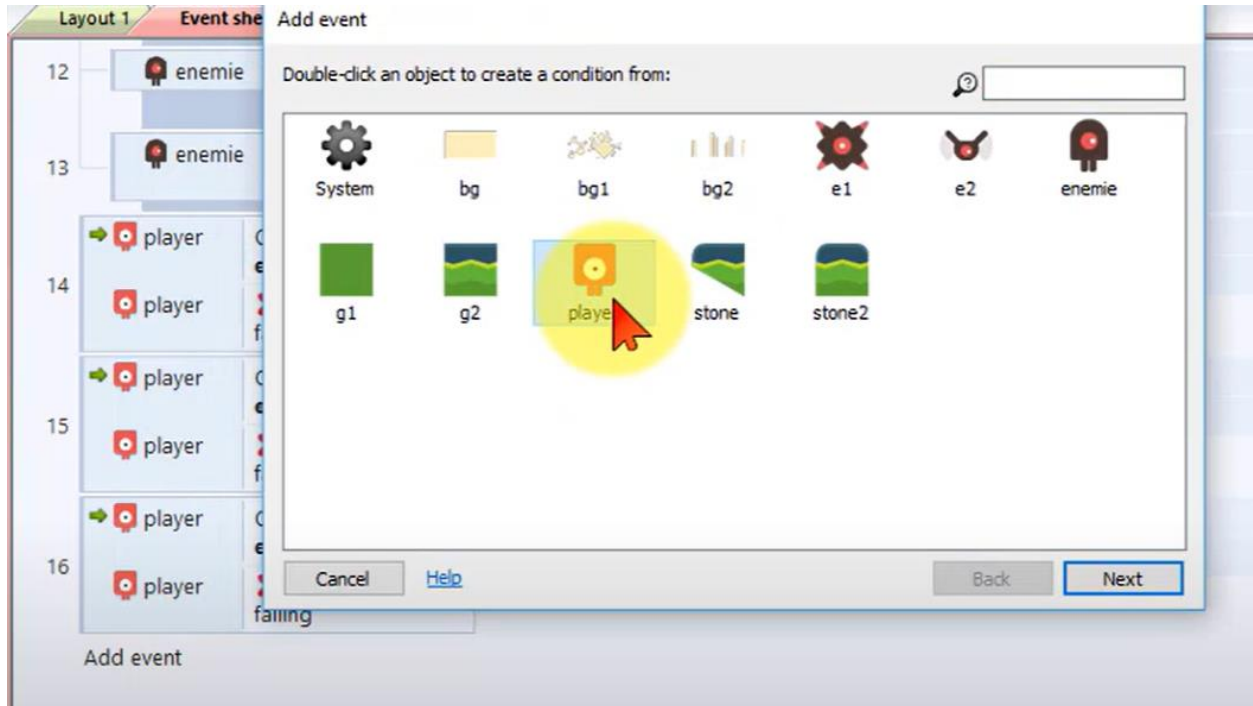 Layout 1
Event she
Add event
12
enemie
Double-click an object to create a condition from:
13
enemie
System
bg
bg1
bg2
e1
e2
enemie
14
player
player
g1
g2
playe
stone
stone2
15
player
player
16
player
player
falling
Cancel
Help
Back
Next
Add event